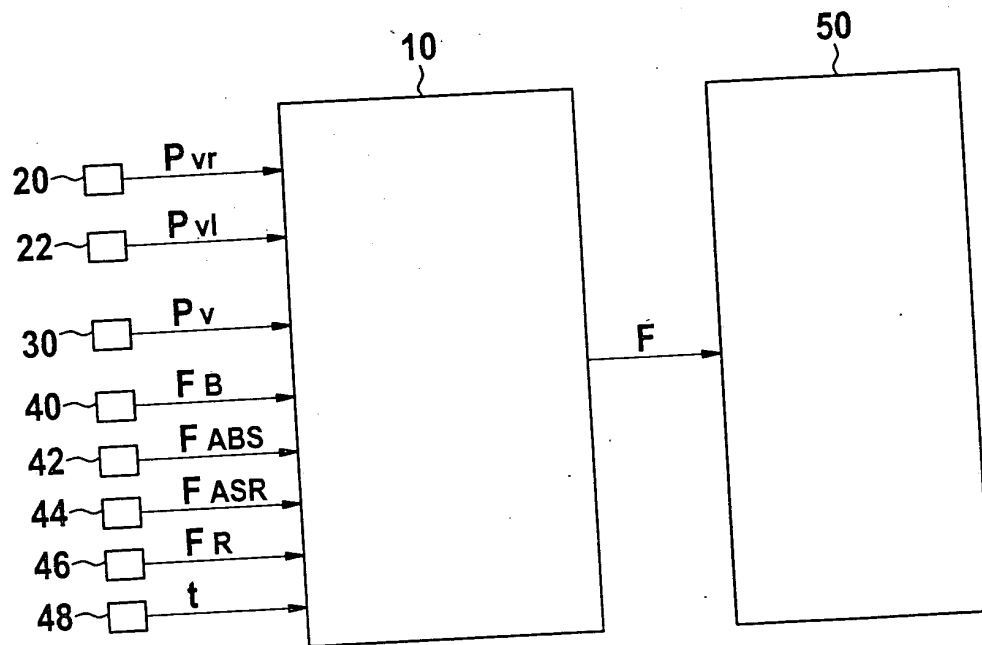 10
50
20 P vr
22 P vl
30 P v
F
40 F B
42 F ABS
44 F ASR
46 F R
48 t